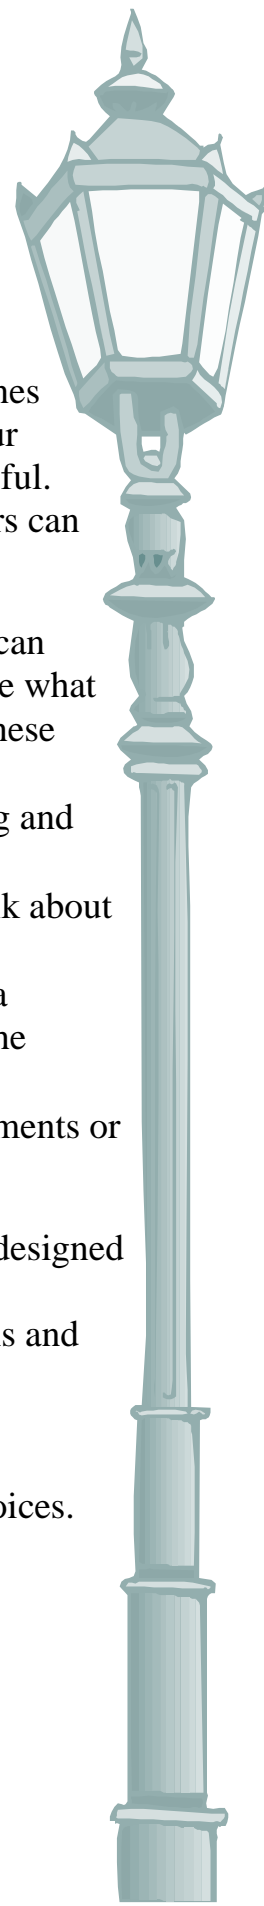 nes
ur
ful.
rs can
can
e what
hese
g and
k about
a
ne
ments or
designed
s and
oices.